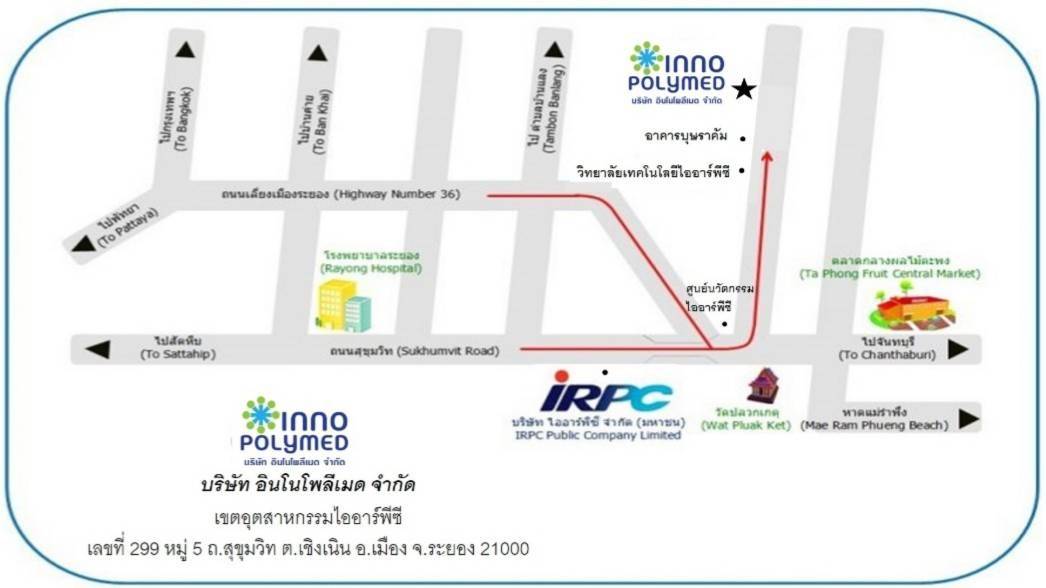 ไปกรุงเทพฯ
(To Bangkok)
ไปบ้านค่าย
(To Ban Khai)
ไป ตำบลบ้านแลง
(Tambon Banlang)
INNO
POLYMED
บริษัท อินโนโพลีเมด จำกัด
อาคารบุษราคัม
วิทยาลัยเทคโนโลยีไออาร์พีซี
ถนนเลี่ยงเมืองระยอง (Highway Number 36)
ไปพัทยา
(To Pattaya)
โรงพยาบาลระยอง
(Rayong Hospital)
ตลาดกลางผลไม้ตะพง
(Ta Phong Fruit Central Market)
ศูนย์นวัตกรรม
ไออาร์พีซี
ไปสัตหีบ
(To Sattahip)
ถนนสุขุมวิท (Sukhumvit Road)
ไปจันทบุรี
(To Chanthaburi)
IRPC
บริษัท ไออาร์พีซี จำกัด (มหาชน)
IRPC Public Company Limited
วัดปลวกเกตุ
(Wat Pluak Ket)
หาดแม่รำพึง
(Mae Ram Phueng Beach)
INNO
POLYMED
บริษัท อินโนโพลีเมด จำกัด
บริษัท อินโนโพลีเมด จำกัด
เขตอุตสาหกรรมไออาร์พีซี
เลขที่ 299 หมู่ 5 ถ.สุขุมวิท ต.เชิงเนิน อ.เมือง จ.ระยอง 21000